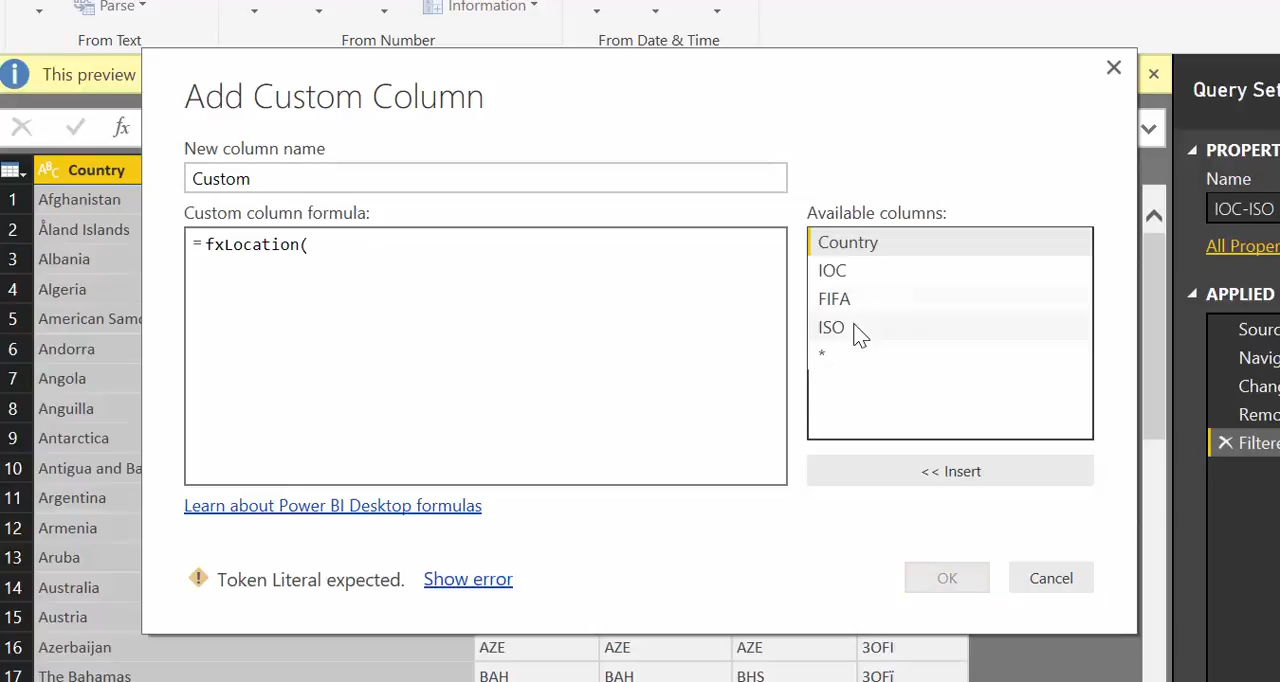 Parse
Information
From Text
From Number
From Date & Time
This preview
Add Custom Column
Query Set
fx
New column name
PROPERT
Custom
Name
ABC Country
Custom column formula:
Available columns:
IOC-ISO
= fxLocation(
Country
All Proper
IOC
FIFA
APPLIED
ISO
Sourc
*
Navig
Chang
Remo
Filtere
<< Insert
Learn about Power BI Desktop formulas
Token Literal expected. Show error
OK
Cancel
1 Afghanistan
2 Åland Islands
3 Albania
4 Algeria
5 American Samo
6 Andorra
7 Angola
8 Anguilla
9 Antarctica
10 Antigua and Ba
11 Argentina
12 Armenia
13 Aruba
14 Australia
15 Austria
16 Azerbaijan AZE AZE AZE 3OFI
17 The Bahamas BAH BAH BHS 3OFï